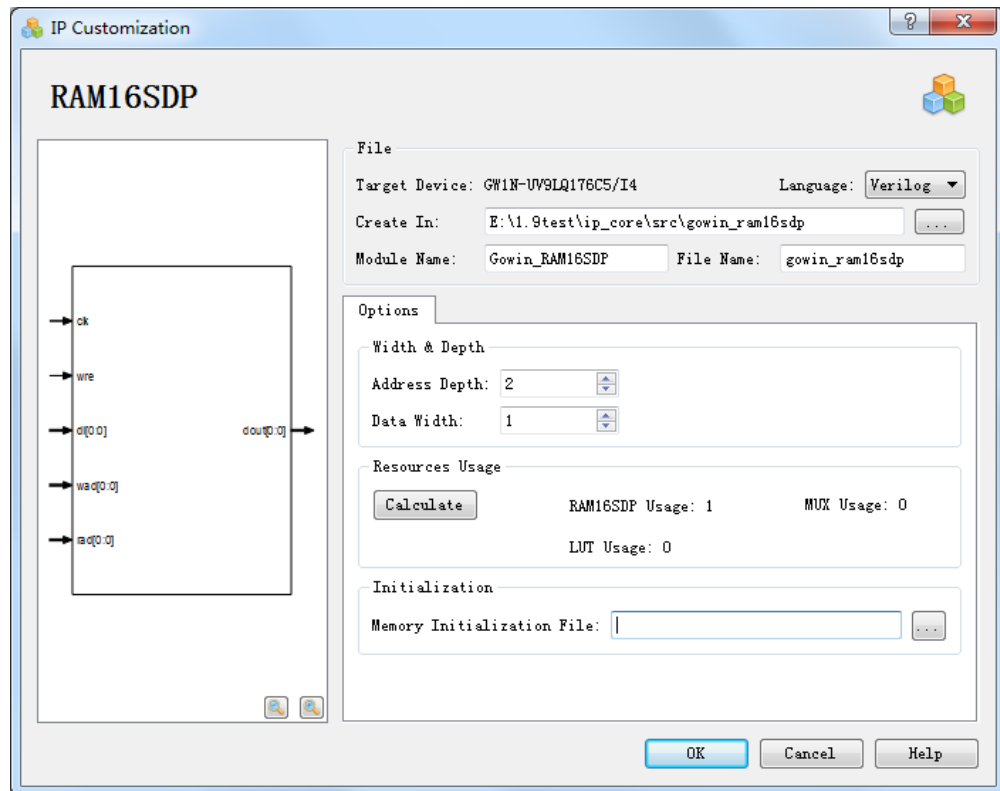 IP Customization
RAM16SDP
File
Target Device: GW1N-UV9LQ176C5/I4 Language: Verilog
Create In: E:\1.9test\ip_core\src\gowin_ram16sdp ...
Module Name: Gowin_RAM16SDP File Name: gowin_ram16sdp
Options
Width & Depth
Address Depth: 2
Data Width: 1
Resources Usage
Calculate RAM16SDP Usage: 1 MUX Usage: 0
LUT Usage: 0
Initialization
Memory Initialization File: ...
clk
wre
di[0:0] dout[0:0]
wad[0:0]
rad[0:0]
OK Cancel Help